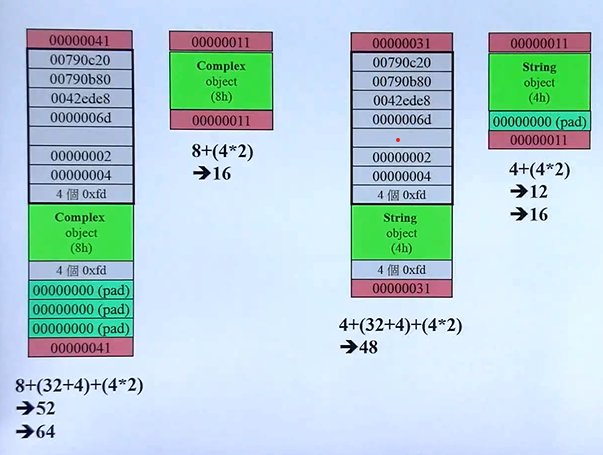 00000041
00790c20
00790b80
0042ede8
0000006d
00000002
00000004
4 個 0xfd
Complex
object
(8h)
4 個 0xfd
00000000 (pad)
00000000 (pad)
00000000 (pad)
00000041
8+(32+4)+(4*2)
➔52
➔64
00000011
Complex
object
(8h)
00000011
8+(4*2)
➔16
00000031
00790c20
00790b80
0042ede8
0000006d
00000002
00000004
4 個 0xfd
String
object
(4h)
4 個 0xfd
00000031
4+(32+4)+(4*2)
➔48
00000011
String
object
(4h)
00000000 (pad)
00000011
4+(4*2)
➔12
➔16